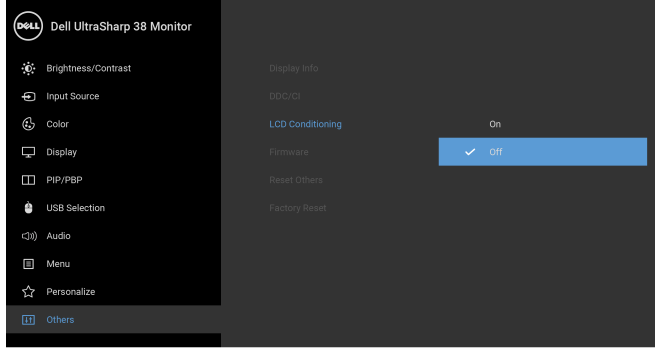 DELL Dell UltraSharp 38 Monitor
Brightness/Contrast
Display Info
Input Source
DDC/CI
Color
LCD Conditioning
On
Display
Firmware
Off
PIP/PBP
Reset Others
USB Selection
Factory Reset
Audio
Menu
Personalize
Others